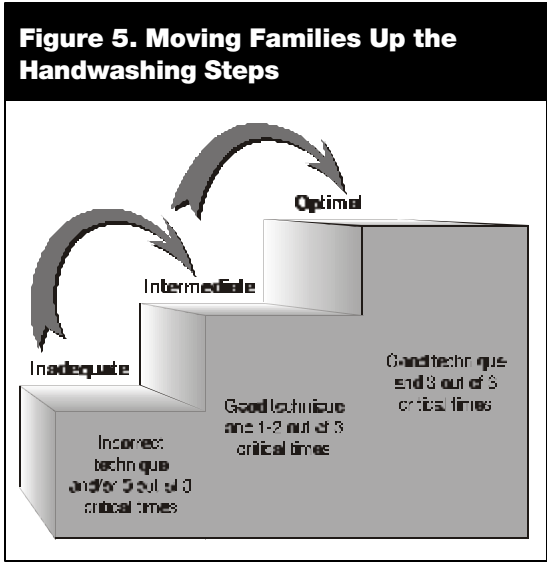 Figure 5. Moving Families Up the
Handwashing Steps
Optimal
Intermediate
Inadequate
Good technique
and 3 out of 3
critical times
Good technique
and 1-2 out of 3
critical times
Incorrect
technique
and/or out of 3
critical times